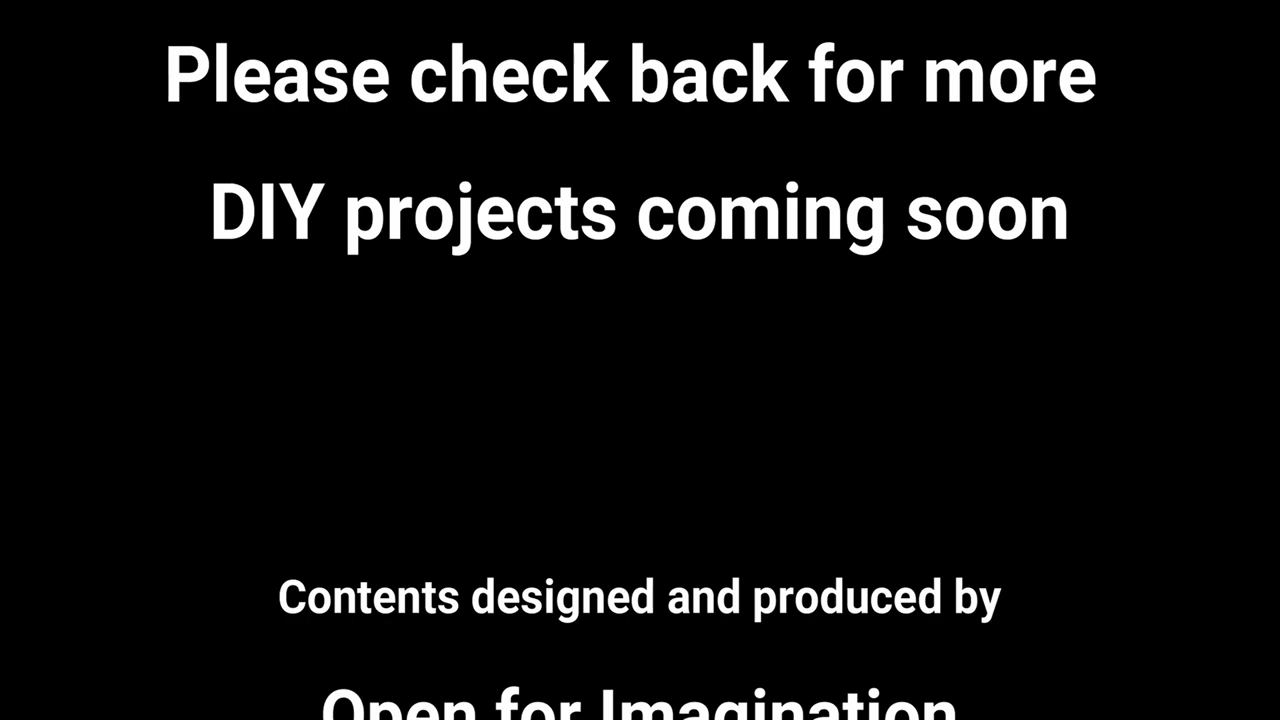 Please check back for more
DIY projects coming soon
Contents designed and produced by
Open for Imagination